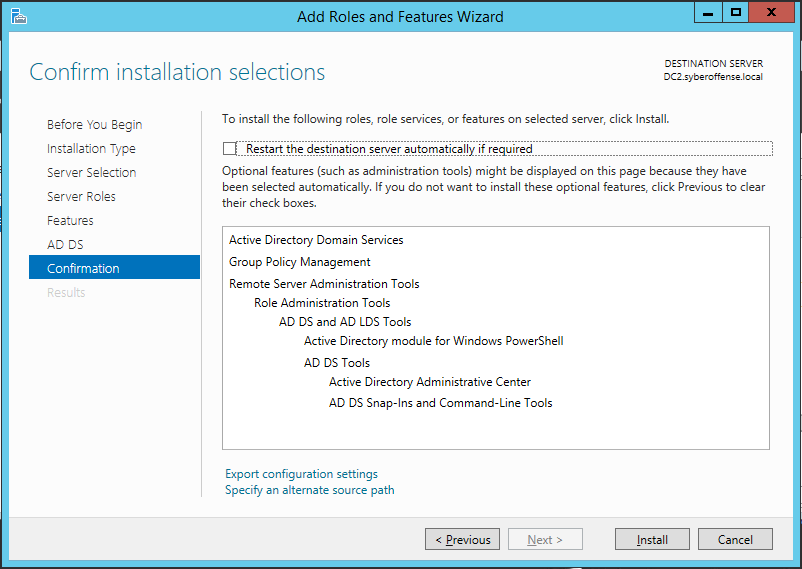 Add Roles and Features Wizard
Confirm installation selections
DESTINATION SERVER
DC2.syberoffense.local
Before You Begin
Installation Type
Server Selection
Server Roles
Features
AD DS
Confirmation
Results
To install the following roles, role services, or features on selected server, click Install.
Restart the destination server automatically if required
Optional features (such as administration tools) might be displayed on this page because they have
been selected automatically. If you do not want to install these optional features, click Previous to clear
their check boxes.
Active Directory Domain Services
Group Policy Management
Remote Server Administration Tools
Role Administration Tools
AD DS and AD LDS Tools
Active Directory module for Windows PowerShell
AD DS Tools
Active Directory Administrative Center
AD DS Snap-Ins and Command-Line Tools
Export configuration settings
Specify an alternate source path
< Previous
Next >
Install
Cancel